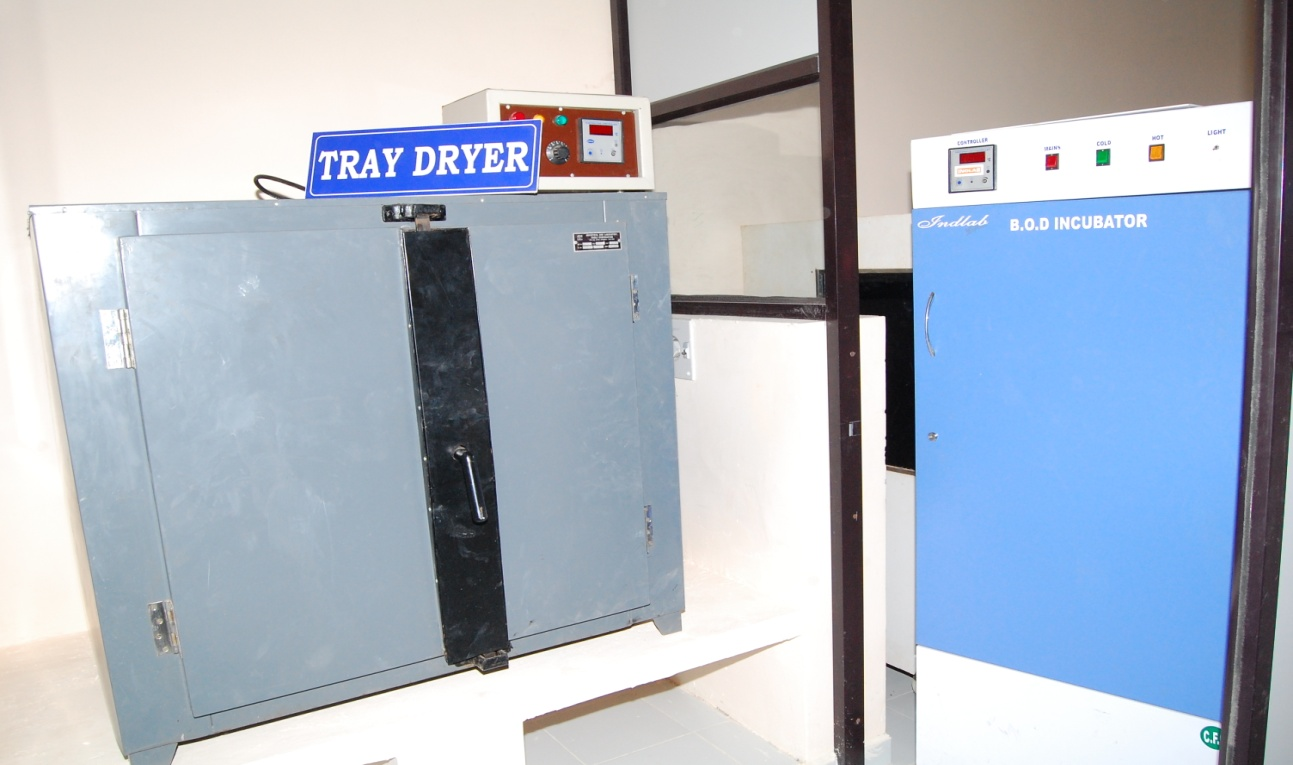 TRAY DRYER
CONTROLLER
MAINS
COLD
HOT
LIGHT
Indlab
B.O.D INCUBATOR
C.F.